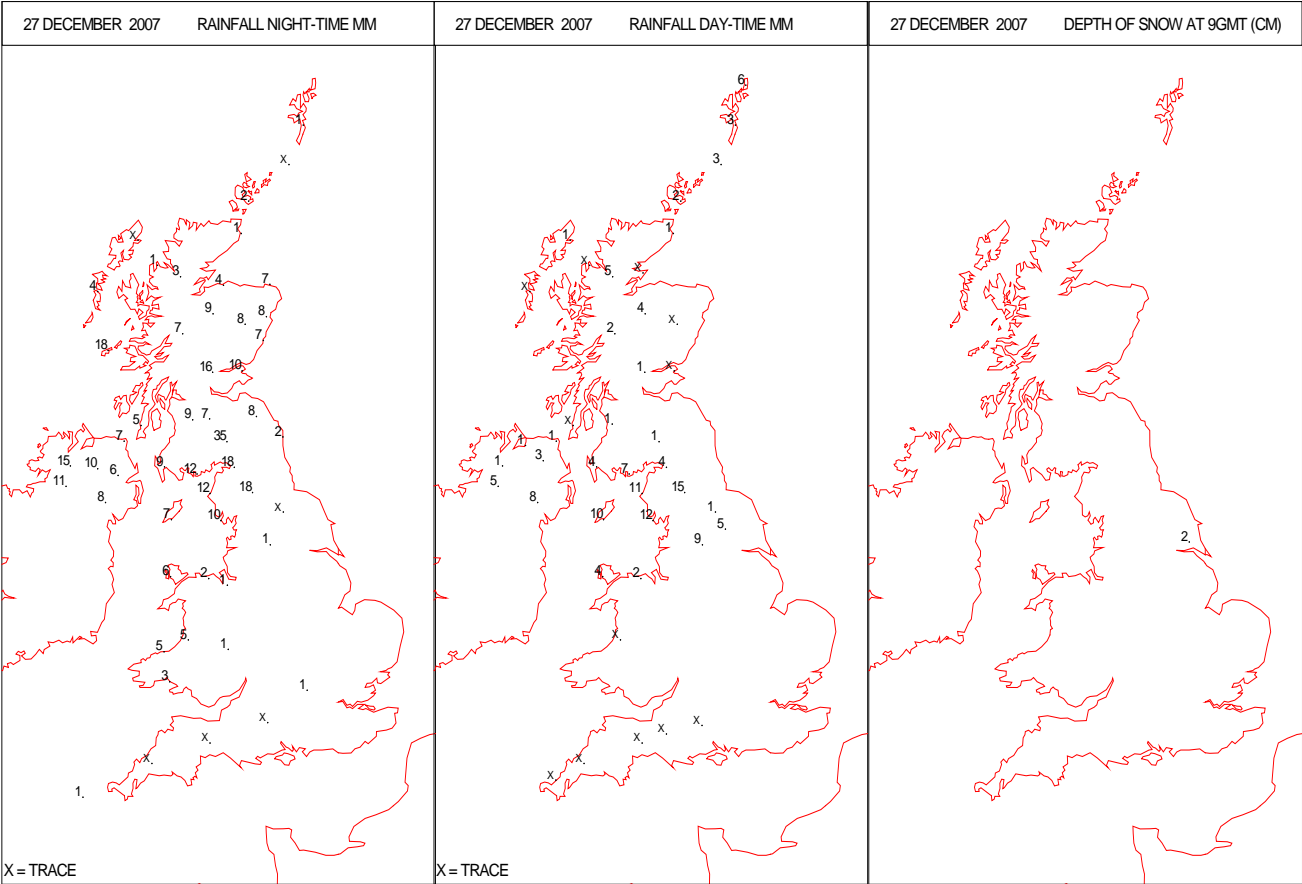 27 DECEMBER 2007 RAINFALL NIGHT-TIME MM
1
X
2
1
X
1
3
4 7
4
9 8
8
7 7
18
16 10
5 9 7 8
7 35 2
15 10 6 9 12 18
11 12 18
8
7 10 X
1
6 2 1
5 5 1
3 1
X
X
X
1
X = TRACE
27 DECEMBER 2007 RAINFALL DAY-TIME MM
6
3
3
2
1
1
X 5 X
X
4
2 X
1 X
X 1
1 1 1
1 3 4 7 4
5 11 15
8
10 12 1
5
9
4 2
X
X
X X
X
X
X = TRACE
27 DECEMBER 2007 DEPTH OF SNOW AT 9GMT (CM)
2